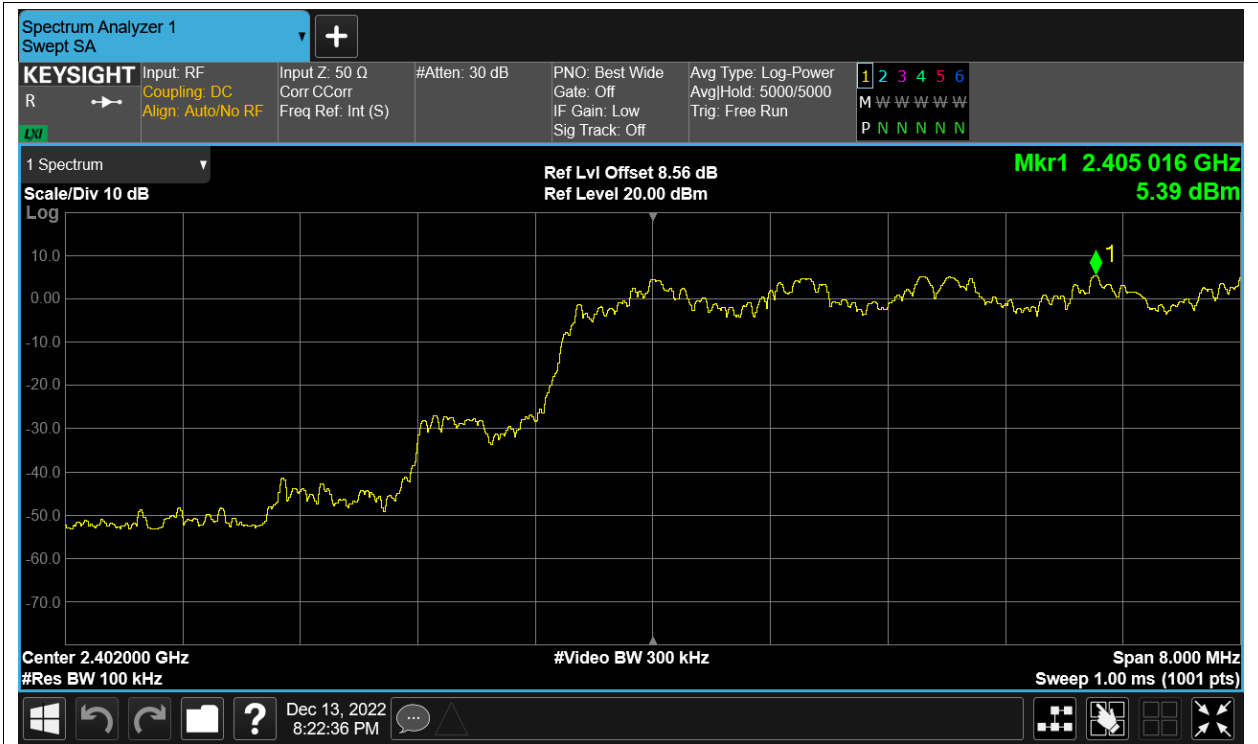 Spectrum Analyzer 1
Swept SA
+
KEYSIGHT
R
LXI
Input: RF
Coupling: DC
Align: Auto/No RF
Input Z: 50 Ω
Corr CCorr
Freq Ref: Int (S)
#Atten: 30 dB
PNO: Best Wide
Gate: Off
IF Gain: Low
Sig Track: Off
Avg Type: Log-Power
Avg|Hold: 5000/5000
Trig: Free Run
1 2 3 4 5 6
M W W W W W
P N N N N N
1 Spectrum
Scale/Div 10 dB
Log
Ref Lvl Offset 8.56 dB
Ref Level 20.00 dBm
Mkr1 2.405 016 GHz
5.39 dBm
1
10.0
0.00
-10.0
-20.0
-30.0
-40.0
-50.0
-60.0
-70.0
Center 2.402000 GHz
#Res BW 100 kHz
#Video BW 300 kHz
Span 8.000 MHz
Sweep 1.00 ms (1001 pts)
?
Dec 13, 2022
8:22:36 PM